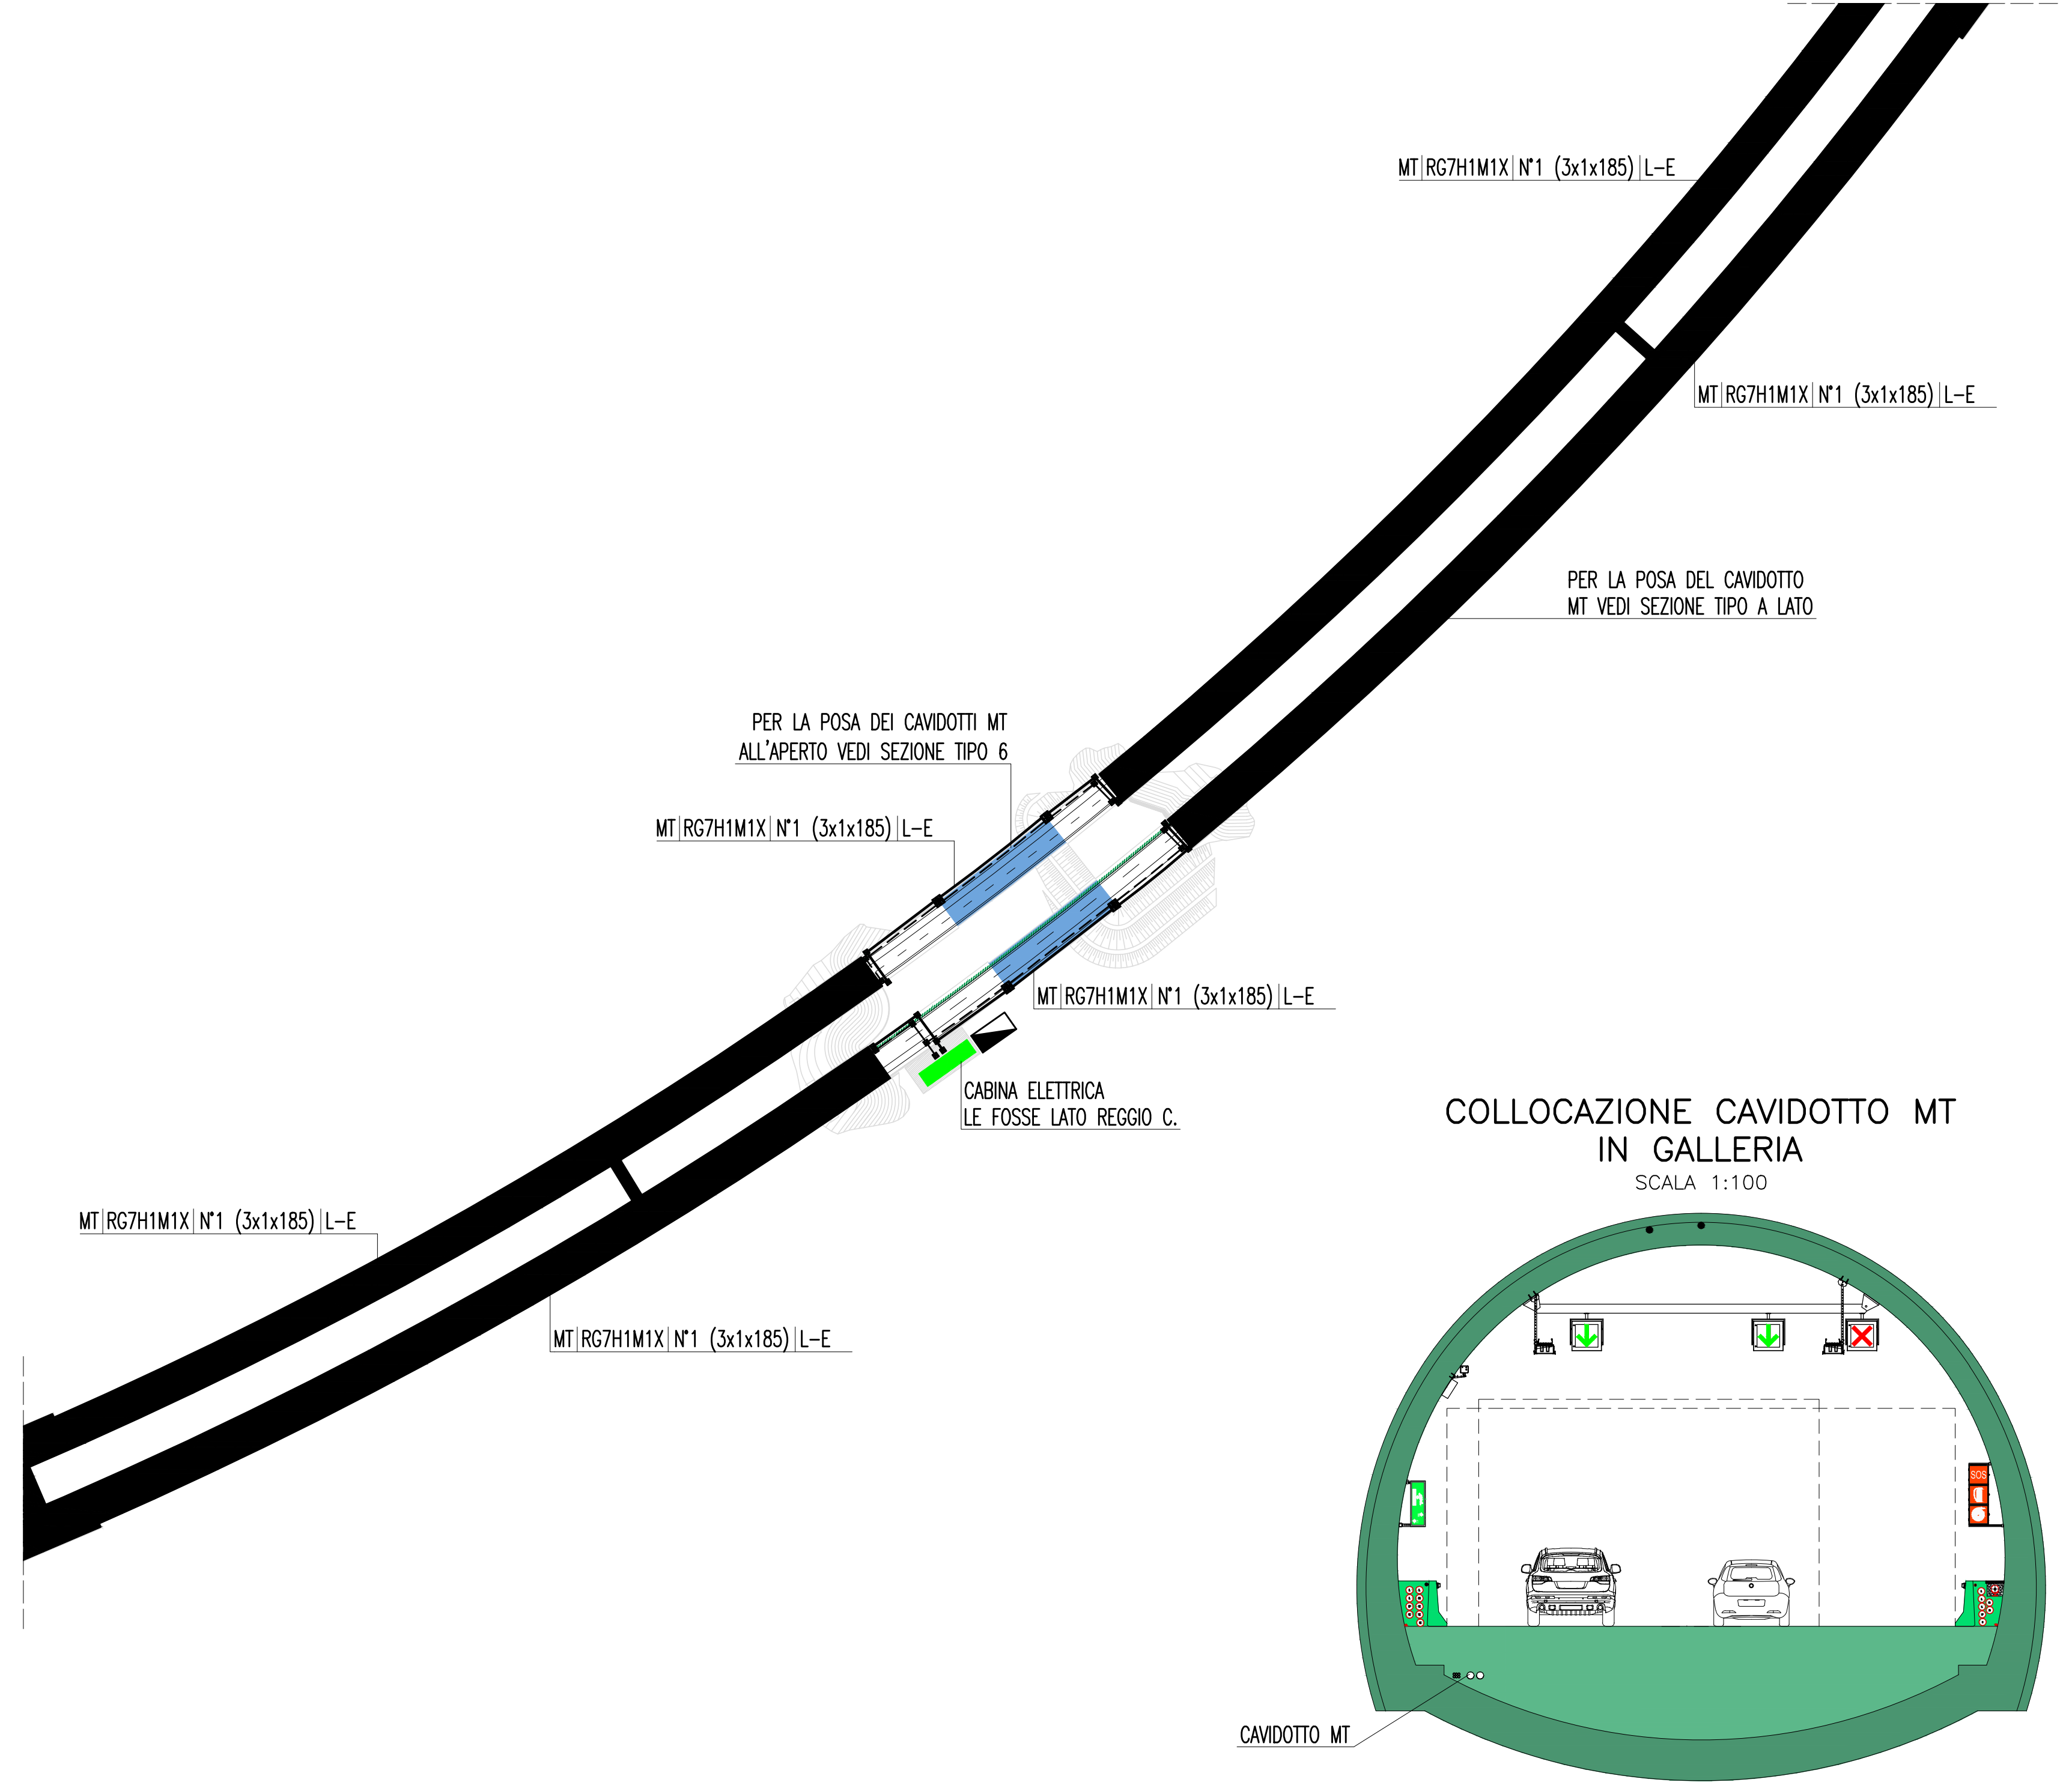 MT RG7H1M1X N°1 (3x1x185) L-E
MT RG7H1M1X N°1 (3x1x185) L-E
PER LA POSA DEL CAVIDOTTO
MT VEDI SEZIONE TIPO A LATO
PER LA POSA DEI CAVIDOTTI MT
ALL'APERTO VEDI SEZIONE TIPO 6
MT RG7H1M1X N°1 (3x1x185) L-E
MT RG7H1M1X N°1 (3x1x185) L-E
CABINA ELETTRICA
LE FOSSE LATO REGGIO C.
MT RG7H1M1X N°1 (3x1x185) L-E
MT RG7H1M1X N°1 (3x1x185) L-E
COLLOCAZIONE CAVIDOTTO MT
IN GALLERIA
SCALA 1:100
SOS
CAVIDOTTO MT